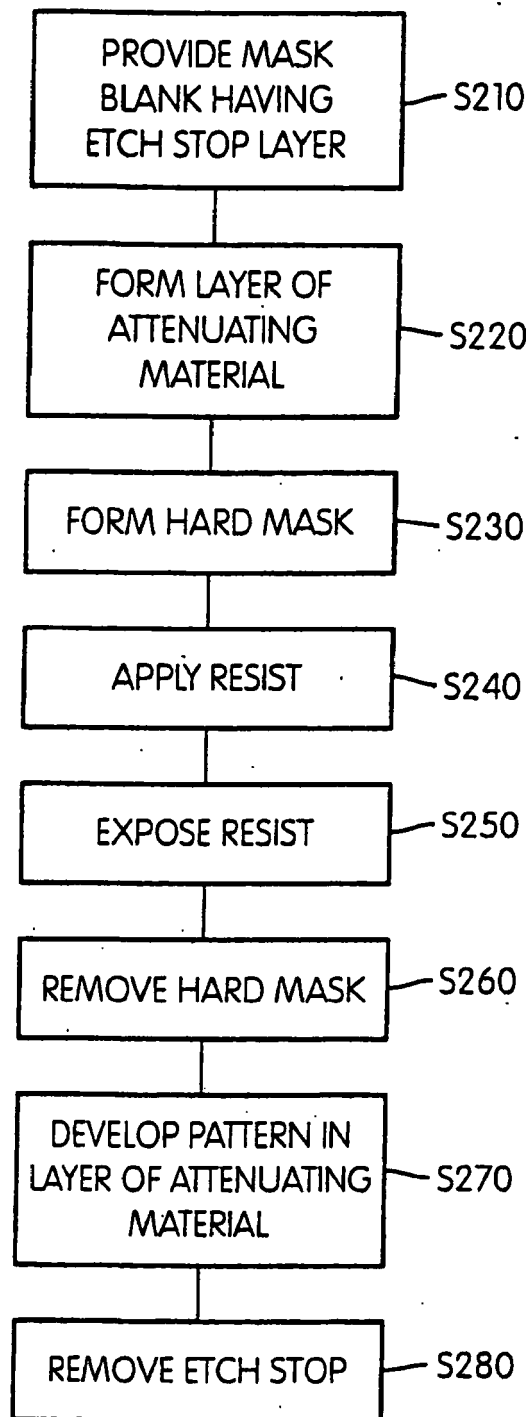 PROVIDE MASK
BLANK HAVING
ETCH STOP LAYER
S210
FORM LAYER OF
ATTENUATING
MATERIAL
S220
FORM HARD MASK
S230
APPLY RESIST
S240
EXPOSE RESIST
S250
REMOVE HARD MASK
S260
DEVELOP PATTERN IN
LAYER OF ATTENUATING
MATERIAL
S270
REMOVE ETCH STOP
S280